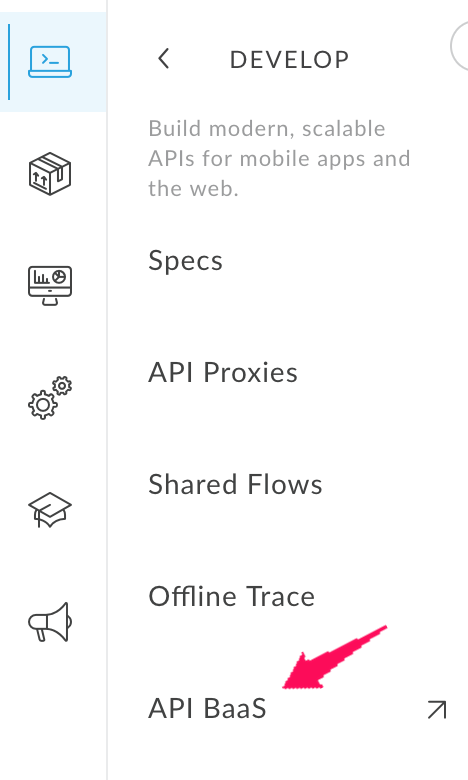 DEVELOP
Build modern, scalable
APIs for mobile apps and
the web.
Specs
API Proxies
Shared Flows
Offline Trace
API BaaS